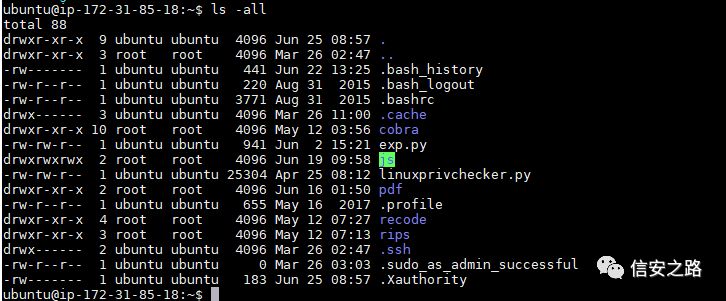 ubuntu@ip-172-31-85-18:~$ ls -all
total 88
drwxr-xr-x  9 ubuntu ubuntu  4096 Jun 25 08:57 .
drwxr-xr-x  3 root   root    4096 Mar 26 02:47 ..
-rw-------  1 ubuntu ubuntu   441 Jun 22 13:25 .bash_history
-rw-r--r--  1 ubuntu ubuntu   220 Aug 31  2015 .bash_logout
-rw-r--r--  1 ubuntu ubuntu  3771 Aug 31  2015 .bashrc
drwx------  3 ubuntu ubuntu  4096 Mar 26 11:00 .cache
drwxr-xr-x 10 root   root    4096 May 12 03:56 cobra
-rw-rw-r--  1 ubuntu ubuntu   941 Jun  2 15:21 exp.py
drwxrwxrwx  2 root   root    4096 Jun 19 09:58 js
-rw-rw-r--  1 ubuntu ubuntu 25304 Apr 25 08:12 linuxprivchecker.py
drwxr-xr-x  2 root   root    4096 Jun 16 01:50 pdf
-rw-r--r--  1 ubuntu ubuntu   655 May 16  2017 .profile
drwxr-xr-x  4 root   root    4096 May 12 07:27 recode
drwxr-xr-x  3 root   root    4096 May 12 07:13 rips
drwx------  2 ubuntu ubuntu  4096 Mar 26 02:47 .ssh
-rw-r--r--  1 ubuntu ubuntu     0 Mar 26 03:03 .sudo_as_admin_successful
-rw-------  1 ubuntu ubuntu   183 Jun 25 08:57 .Xauthority
ubuntu@ip-172-31-85-18:~$
信安之路